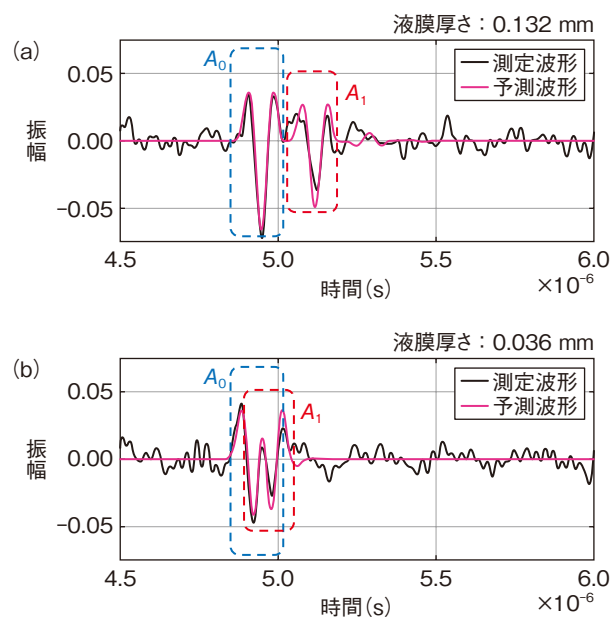 (a)
液膜厚さ：0.132 mm
A0
A1
測定波形
予測波形
0.05
0.00
−0.05
振幅
4.5
5.0
5.5
6.0
時間(s)
×10-6
(b)
液膜厚さ：0.036 mm
A0
A1
測定波形
予測波形
0.05
0.00
−0.05
振幅
4.5
5.0
5.5
6.0
時間(s)
×10-6